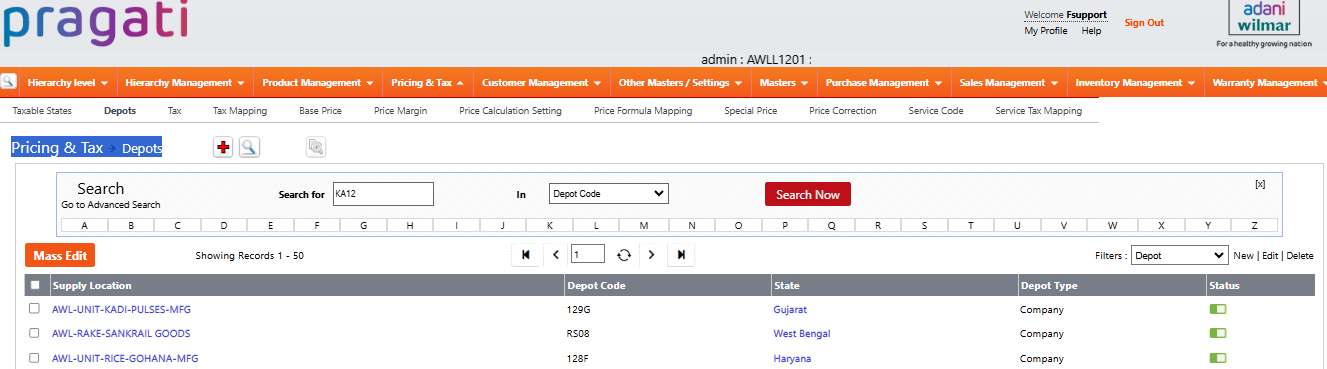 pragati
Welcome Fsupport
My Profile Help
Sign Out
adani
wilmar
For a healthy growing nation
admin : AWLL1201 :
Hierarchy level Hierarchy Management Product Management Pricing & Tax Customer Management Other Masters / Settings Masters Purchase Management Sales Management Inventory Management Warranty Management
Taxable States Depots Tax Tax Mapping Base Price Price Margin Price Calculation Setting Price Formula Mapping Special Price Price Correction Service Code Service Tax Mapping
Pricing & Tax Depots
Search
Go to Advanced Search
Search for KA12 In Depot Code Search Now [x]
A B C D E F G H I J K L M N O P Q R S T U V W X Y Z
Mass Edit Showing Records 1 - 50 1 Filters : Depot New | Edit | Delete
Supply Location Depot Code State Depot Type Status
AWL-UNIT-KADI-PULSES-MFG 129G Gujarat Company
AWL-RAKE-SANKRAIL GOODS RS08 West Bengal Company
AWL-UNIT-RICE-GOHANA-MFG 128F Haryana Company